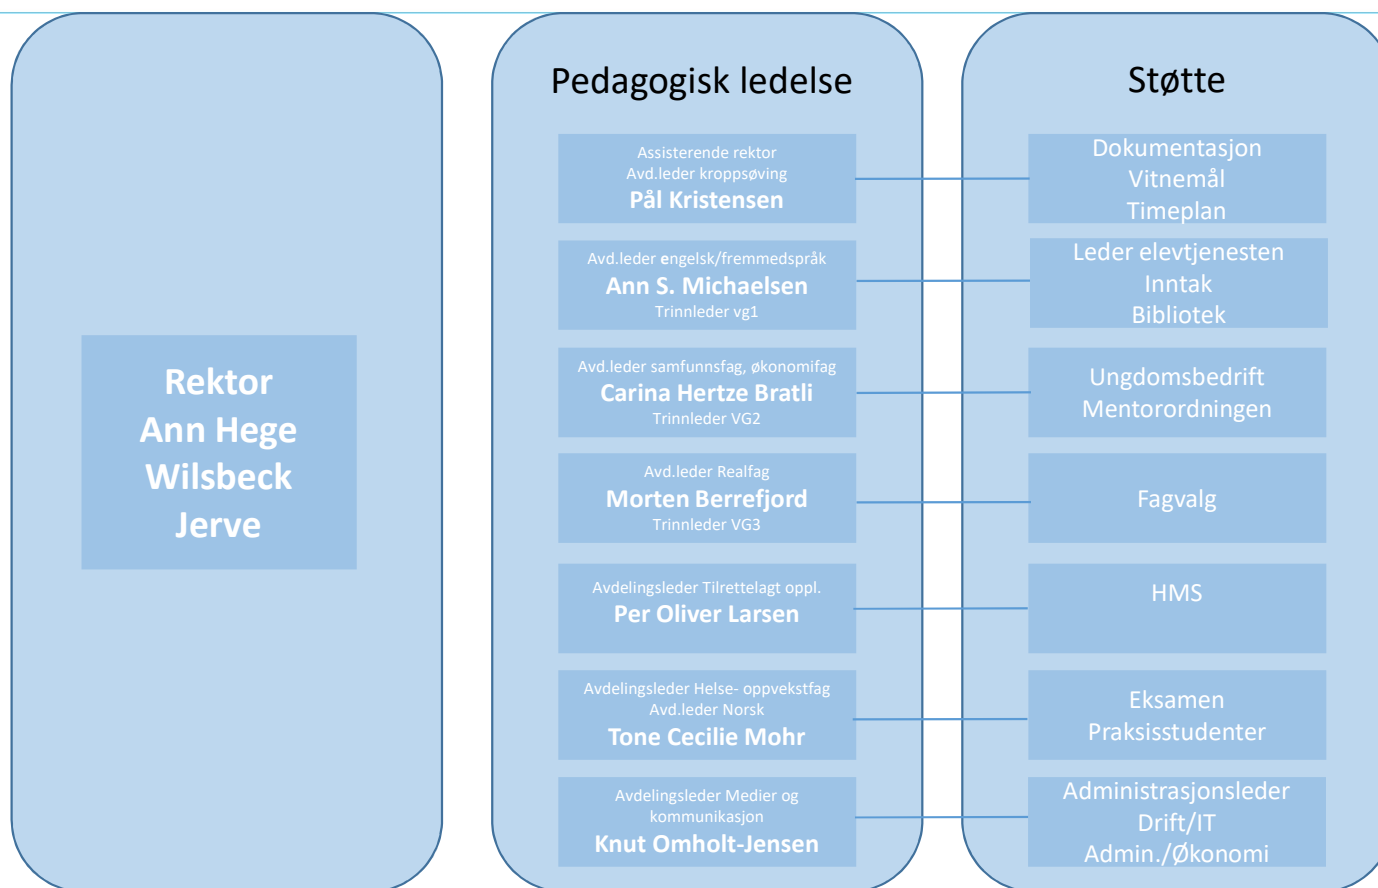 Rektor
Ann Hege
Wilsbeck
Jerve
Pedagogisk ledelse
Assisterende rektor
Avd.leder kroppsøving
Pål Kristensen
Avd.leder engelsk/fremmedspråk
Ann S. Michaelsen
Trinnleder vg1
Avd.leder samfunnsfag, økonomifag
Carina Hertze Bratli
Trinnleder VG2
Avd.leder Realfag
Morten Berrefjord
Trinnleder VG3
Avdelingsleder Tilrettelagt oppl.
Per Oliver Larsen
Avdelingsleder Helse- oppvekstfag
Avd.leder Norsk
Tone Cecilie Mohr
Avdelingsleder Medier og
kommunikasjon
Knut Omholt-Jensen
Støtte
Dokumentasjon
Vitnemål
Timeplan
Leder elevtjenesten
Inntak
Bibliotek
Ungdomsbedrift
Mentorordningen
Fagvalg
HMS
Eksamen
Praksisstudenter
Administrasjonsleder
Drift/IT
Admin./Økonomi